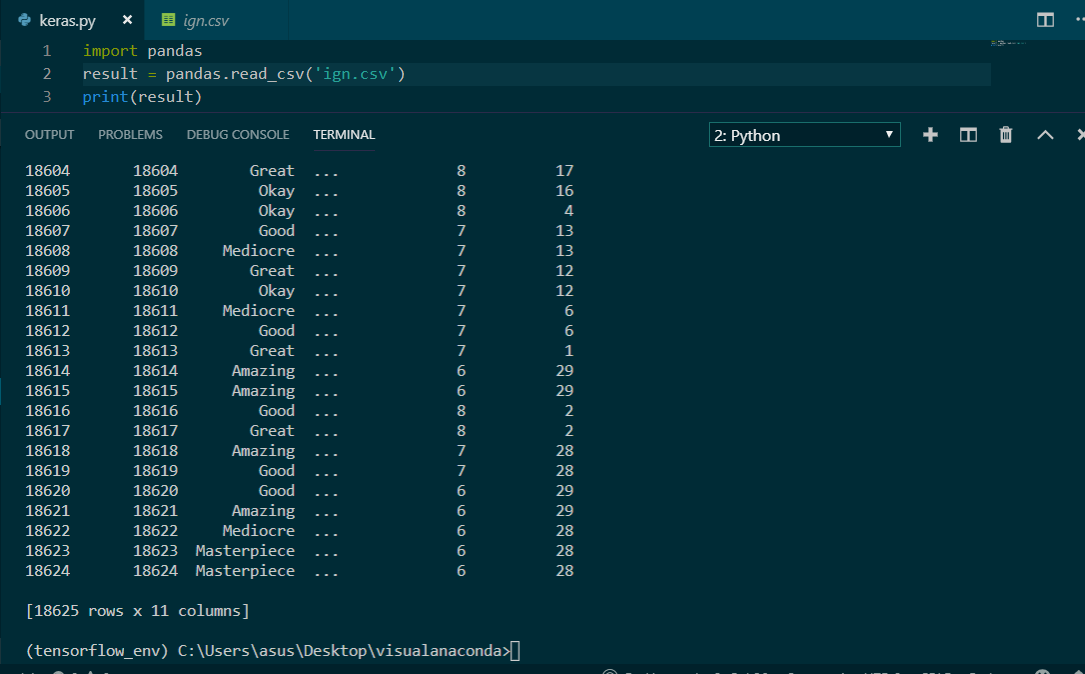 keras.py × ign.csv
1 import pandas
2 result = pandas.read_csv('ign.csv')
3 print(result)
OUTPUT PROBLEMS DEBUG CONSOLE TERMINAL 2: Python
18604 18604 Great ... 8 17
18605 18605 Okay ... 8 16
18606 18606 Okay ... 8 4
18607 18607 Good ... 7 13
18608 18608 Mediocre ... 7 13
18609 18609 Great ... 7 12
18610 18610 Okay ... 7 12
18611 18611 Mediocre ... 7 6
18612 18612 Good ... 7 6
18613 18613 Great ... 7 1
18614 18614 Amazing ... 6 29
18615 18615 Amazing ... 6 29
18616 18616 Good ... 8 2
18617 18617 Great ... 8 2
18618 18618 Amazing ... 7 28
18619 18619 Good ... 7 28
18620 18620 Good ... 6 29
18621 18621 Amazing ... 6 29
18622 18622 Mediocre ... 6 28
18623 18623 Masterpiece ... 6 28
18624 18624 Masterpiece ... 6 28
[18625 rows x 11 columns]
(tensorflow_env) C:\Users\asus\Desktop\visualanaconda>